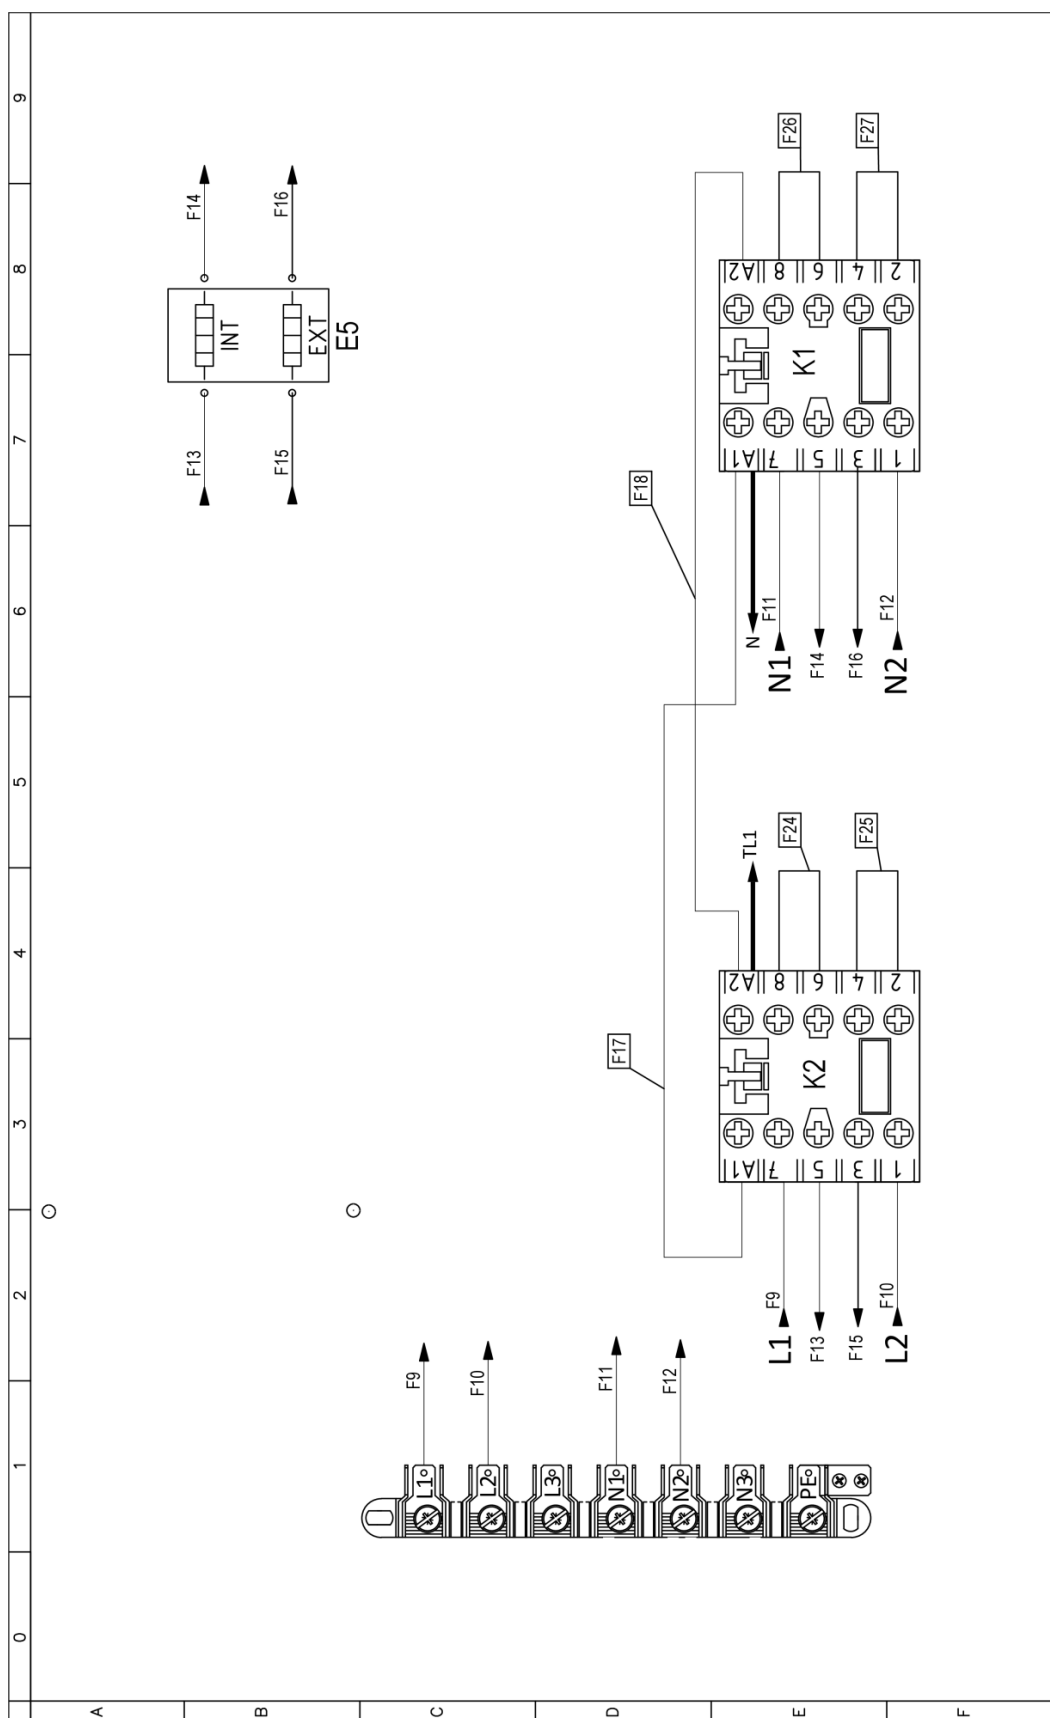 9
8
7
6
5
4
3
2
1
0
A
B
C
D
E
F
F14
F16
INT
EXT
E5
F13
F15
F26
F27
A2
8
6
4
2
K1
A1
7
5
3
1
F18
N
F11
N1
F14
F16
F12
N2
TL1
F24
F25
A2
8
6
4
2
K2
A1
7
5
3
1
F17
F9
L1
F13
F15
F10
L2
F9
F10
F11
F12
L1
L2
L3
N1
N2
N3
PE